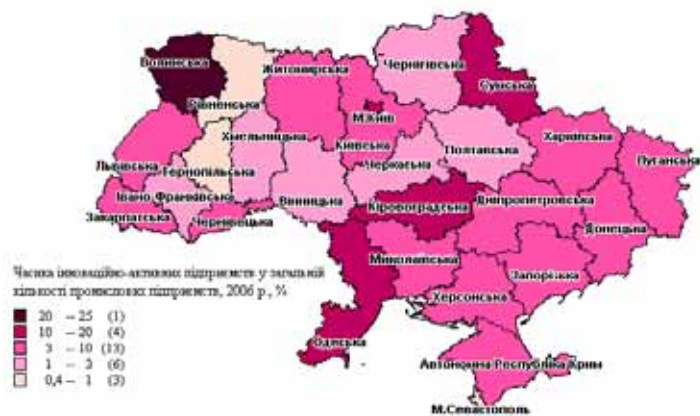 Волинська
Рівненська
Житомирська
Чернігівська
Сумська
М.Київ
Київська
Хмельницька
Львівська
Тернопільська
Черкаська
Полтавська
Харківська
Луганська
Івано-Франківська
Вінницька
Закарпатська
Чернівецька
Кіровоградська
Дніпропетровська
Донецька
Миколаївська
Запорізька
Херсонська
Одеська
Автономна Республіка Крим
М.Севастополь
Частка інноваційно-активних підприємств у загальній
кількості промислових підприємств, 2006 р., %
20 – 25 (1)
10 – 20 (4)
3 – 10 (13)
1 – 3 (6)
0,4 – 1 (3)